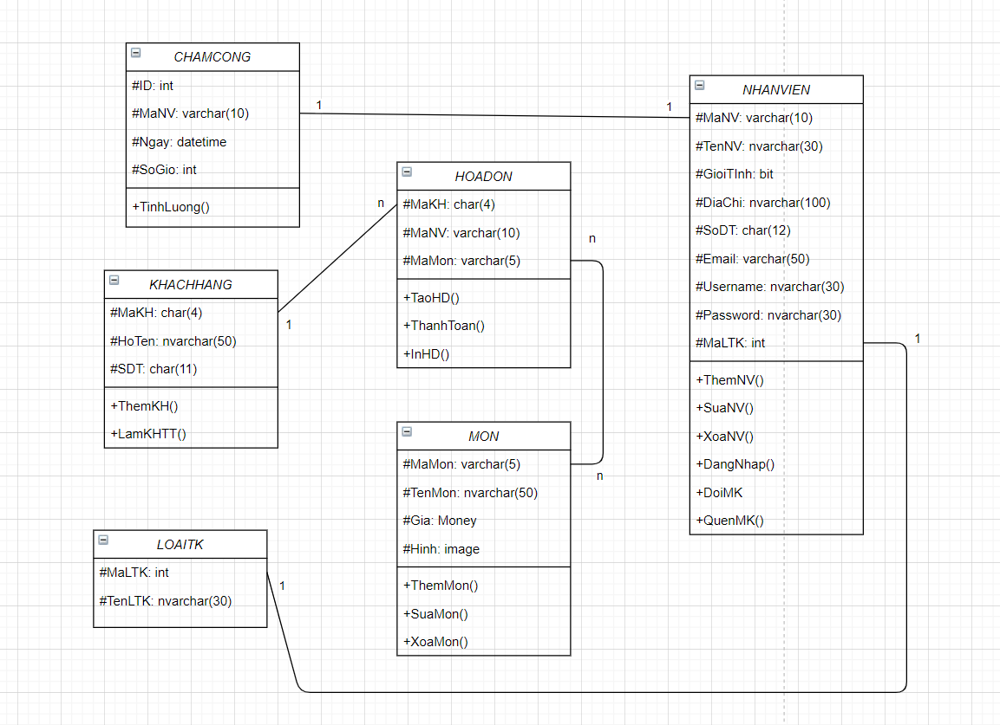 CHAMCONG
#ID: int
#MaNV: varchar(10)
#Ngay: datetime
#SoGio: int
+TinhLuong()
1
1
NHANVIEN
#MaNV: varchar(10)
#TenNV: nvarchar(30)
#GioiTInh: bit
#DiaChi: nvarchar(100)
#SoDT: char(12)
#Email: varchar(50)
#Username: nvarchar(30)
#Password: nvarchar(30)
#MaLTK: int
+ThemNV()
+SuaNV()
+XoaNV()
+DangNhap()
+DoiMK
+QuenMK()
1
HOADON
#MaKH: char(4)
#MaNV: varchar(10)
#MaMon: varchar(5)
+TaoHD()
+ThanhToan()
+InHD()
n
n
KHACHHANG
#MaKH: char(4)
#HoTen: nvarchar(50)
#SDT: char(11)
+ThemKH()
+LamKHTT()
1
MON
#MaMon: varchar(5)
#TenMon: nvarchar(50)
#Gia: Money
#Hinh: image
+ThemMon()
+SuaMon()
+XoaMon()
n
LOAITK
#MaLTK: int
#TenLTK: nvarchar(30)
1